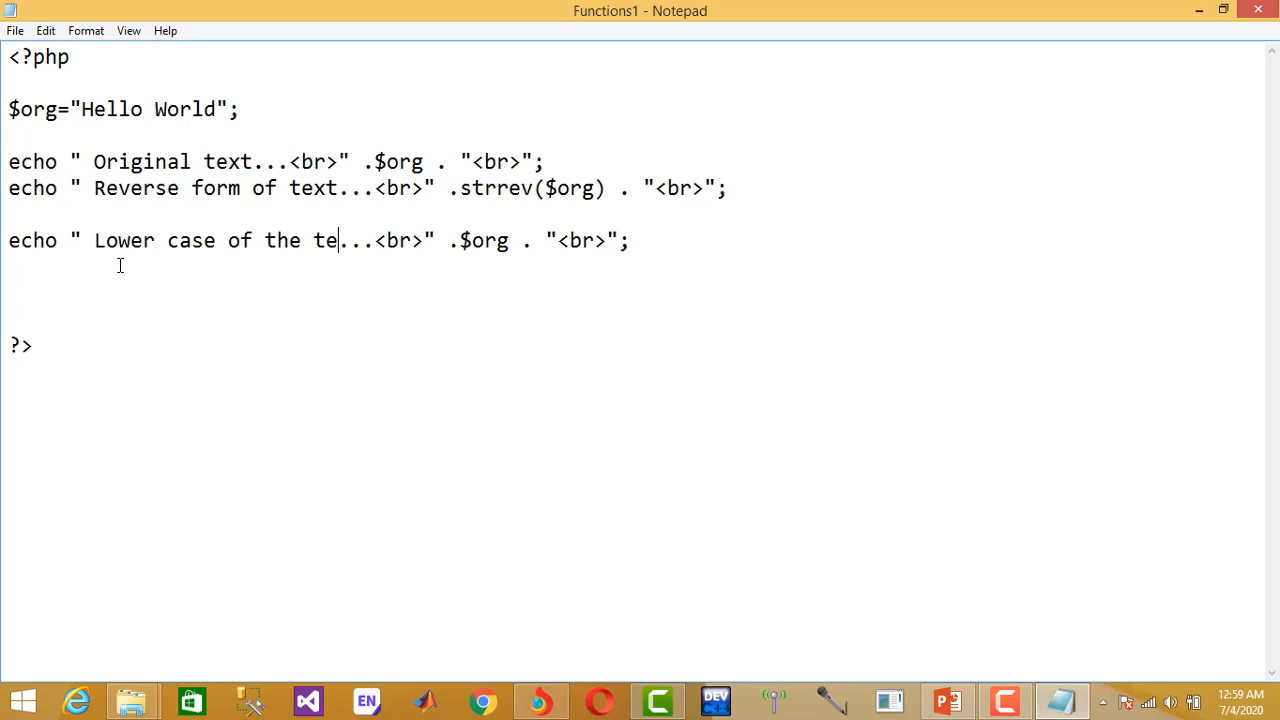 Functions1 - Notepad
File Edit Format View Help
<?php
$org="Hello World";
echo " Original text...<br>" .$org . "<br>";
echo " Reverse form of text...<br>" .strrev($org) . "<br>";
echo " Lower case of the te...<br>" .$org . "<br>";
?>
EN
DEV
C++
12:59 AM
7/4/2020